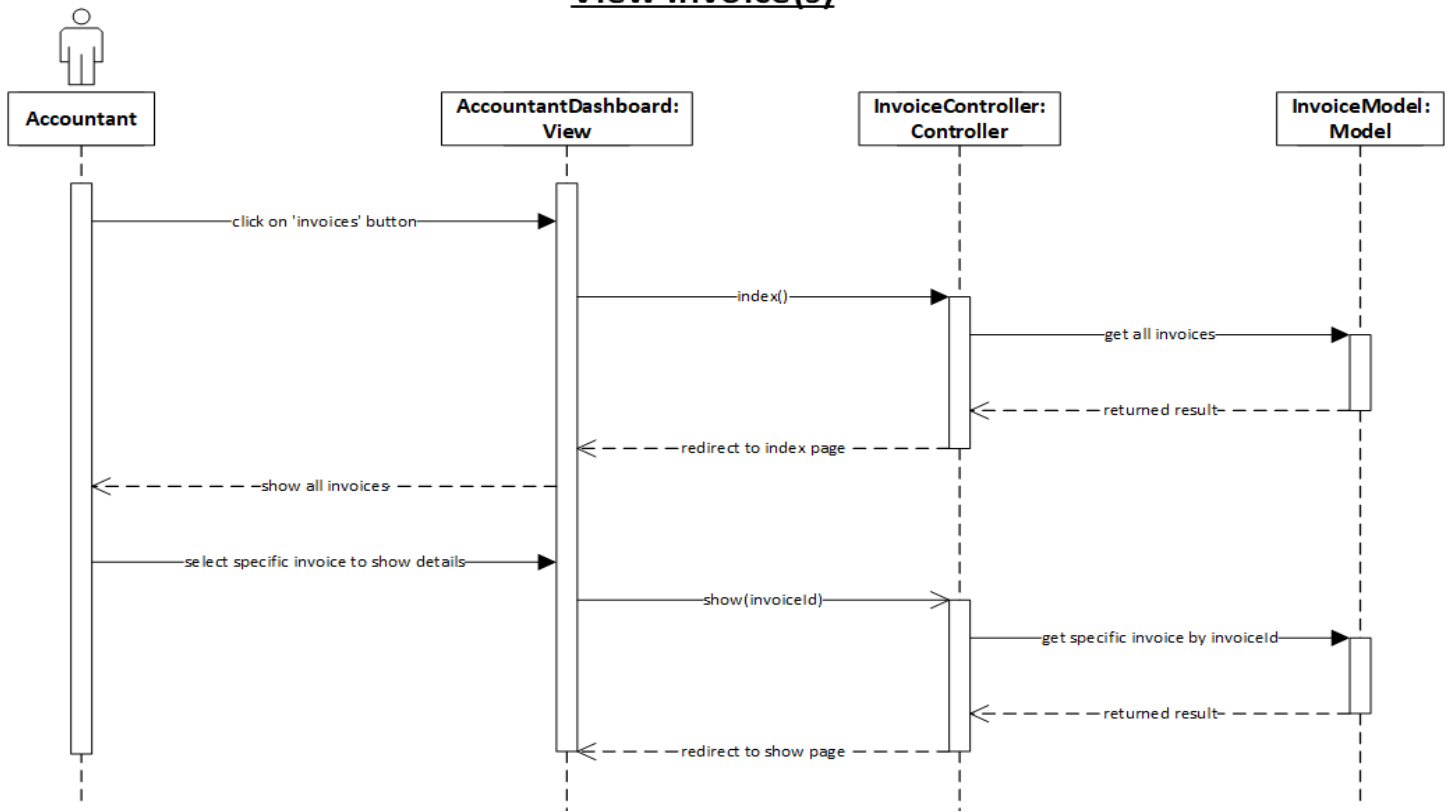 View Invoice(s)
Accountant
AccountantDashboard:
View
InvoiceController:
Controller
InvoiceModel:
Model
click on 'invoices' button
index()
get all invoices
returned result
redirect to index page
show all invoices
select specific invoice to show details
show(invoiceId)
get specific invoice by invoiceId
returned result
redirect to show page